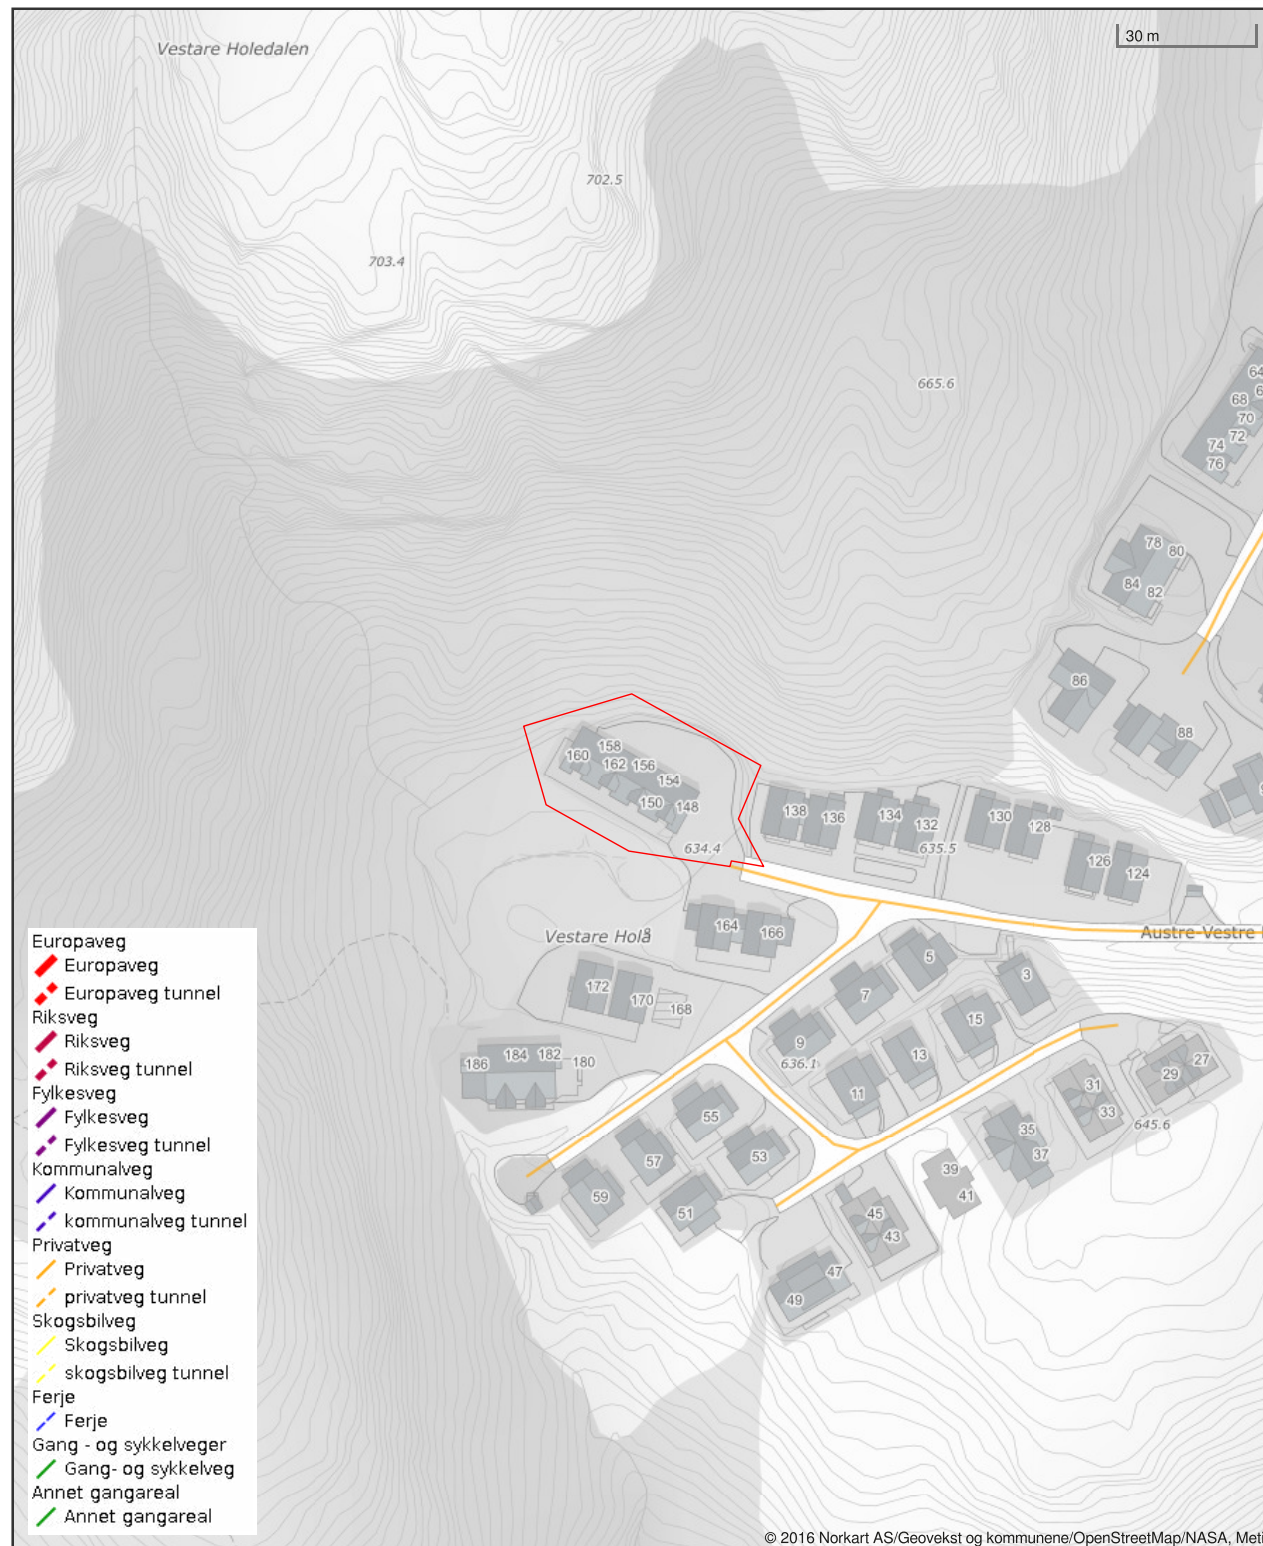 Vestare Holedalen
30 m
702.5
703.4
665.6
64
68
70
72
74
76
78
80
84
82
86
88
158
160
162
156
154
150
148
634.4
138
136
134
132
635.5
130
128
126
124
164
166
Vestare Holå
Austre-Vestre
172
170
168
5
3
7
15
9
13
636.1
11
186
184
182
180
27
29
31
33
35
37
645.6
55
57
53
59
51
39
41
45
43
47
49
Europaveg
Europaveg
Europaveg tunnel
Riksveg
Riksveg
Riksveg tunnel
Fylkesveg
Fylkesveg
Fylkesveg tunnel
Kommunalveg
Kommunalveg
kommunalveg tunnel
Privatveg
Privatveg
privatveg tunnel
Skogsbilveg
Skogsbilveg
skogsbilveg tunnel
Ferje
Ferje
Gang - og sykkelveger
Gang- og sykkelveg
Annet gangareal
Annet gangareal
© 2016 Norkart AS/Geovekst og kommunene/OpenStreetMap/NASA, Meti